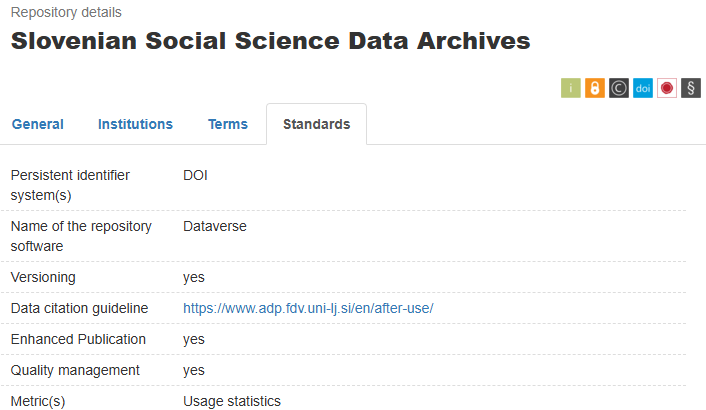 Repository details
Slovenian Social Science Data Archives
i © doi §
General Institutions Terms Standards
Persistent identifier system(s) DOI
Name of the repository software Dataverse
Versioning yes
Data citation guideline https://www.adp.fdv.uni-lj.si/en/after-use/
Enhanced Publication yes
Quality management yes
Metric(s) Usage statistics